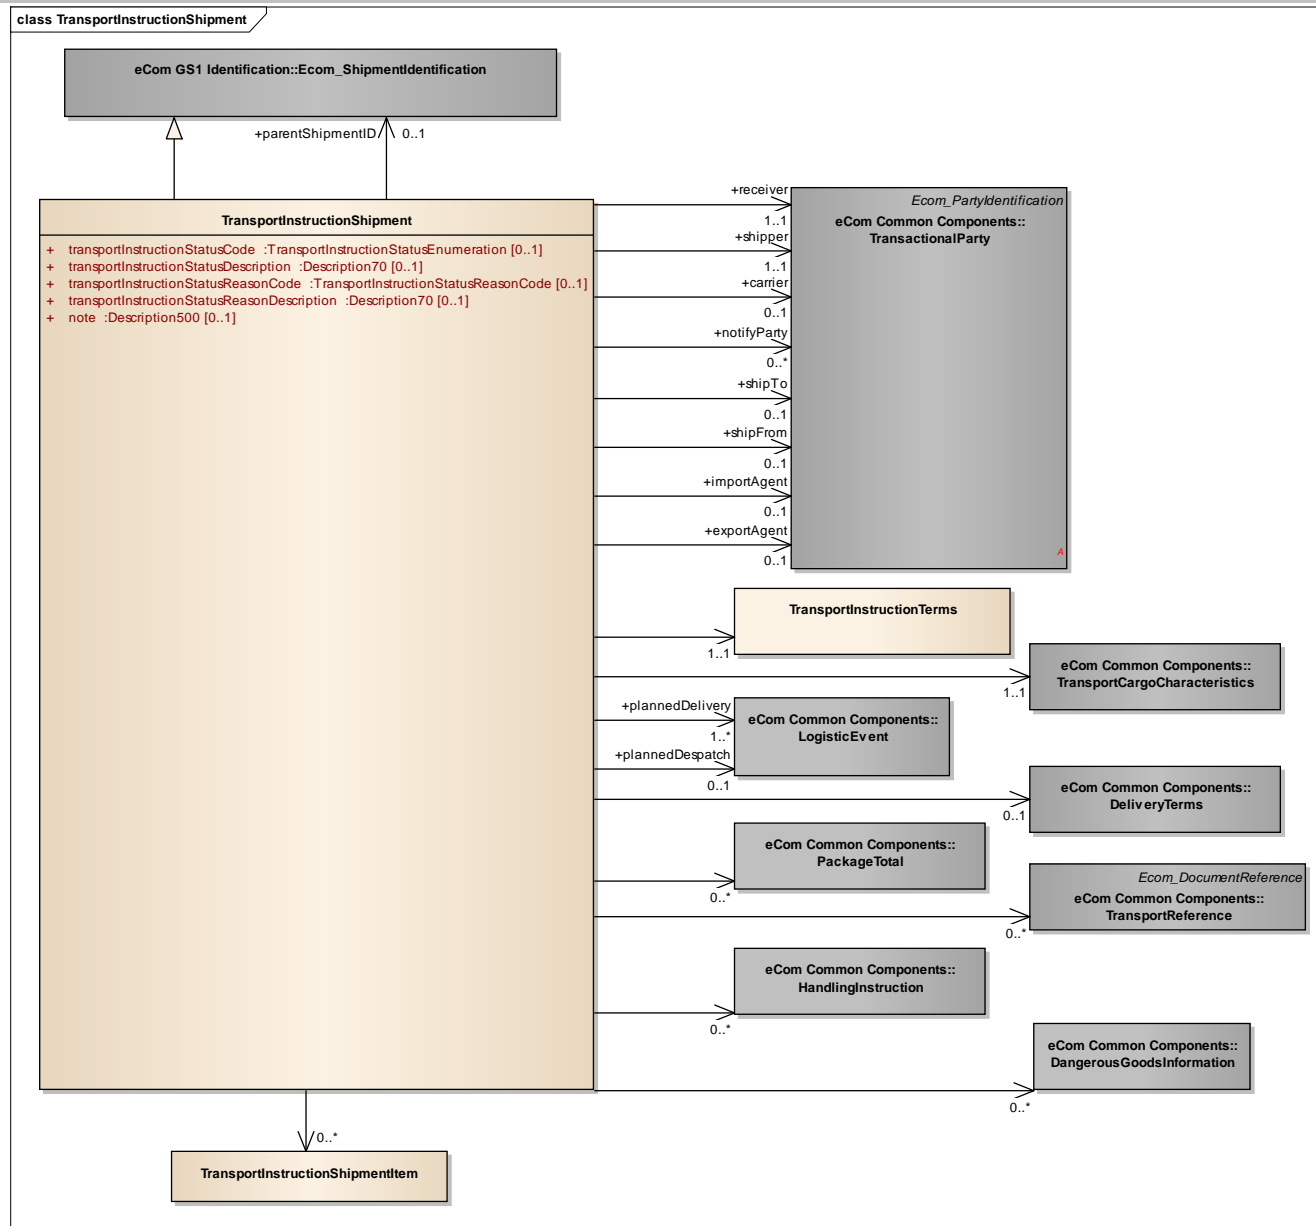 class TransportInstructionShipment
eCom GS1 Identification::Ecom_ShipmentIdentification
+parentShipmentID
0..1
TransportInstructionShipment
+ transportInstructionStatusCode :TransportInstructionStatusEnumeration [0..1]
+ transportInstructionStatusDescription :Description70 [0..1]
+ transportInstructionStatusReasonCode :TransportInstructionStatusReasonCode [0..1]
+ transportInstructionStatusReasonDescription :Description70 [0..1]
+ note :Description500 [0..1]
+receiver
1..1
+shipper
1..1
+carrier
0..1
+notifyParty
0..*
+shipTo
0..1
+shipFrom
0..1
+importAgent
0..1
+exportAgent
0..1
Ecom_PartyIdentification
eCom Common Components::
TransactionalParty
A
TransportInstructionTerms
1..1
eCom Common Components::
TransportCargoCharacteristics
1..1
+plannedDelivery
1..*
+plannedDespatch
0..1
eCom Common Components::
LogisticEvent
eCom Common Components::
DeliveryTerms
0..1
eCom Common Components::
PackageTotal
0..*
Ecom_DocumentReference
eCom Common Components::
TransportReference
0..*
eCom Common Components::
HandlingInstruction
0..*
eCom Common Components::
DangerousGoodsInformation
0..*
0..*
TransportInstructionShipmentItem